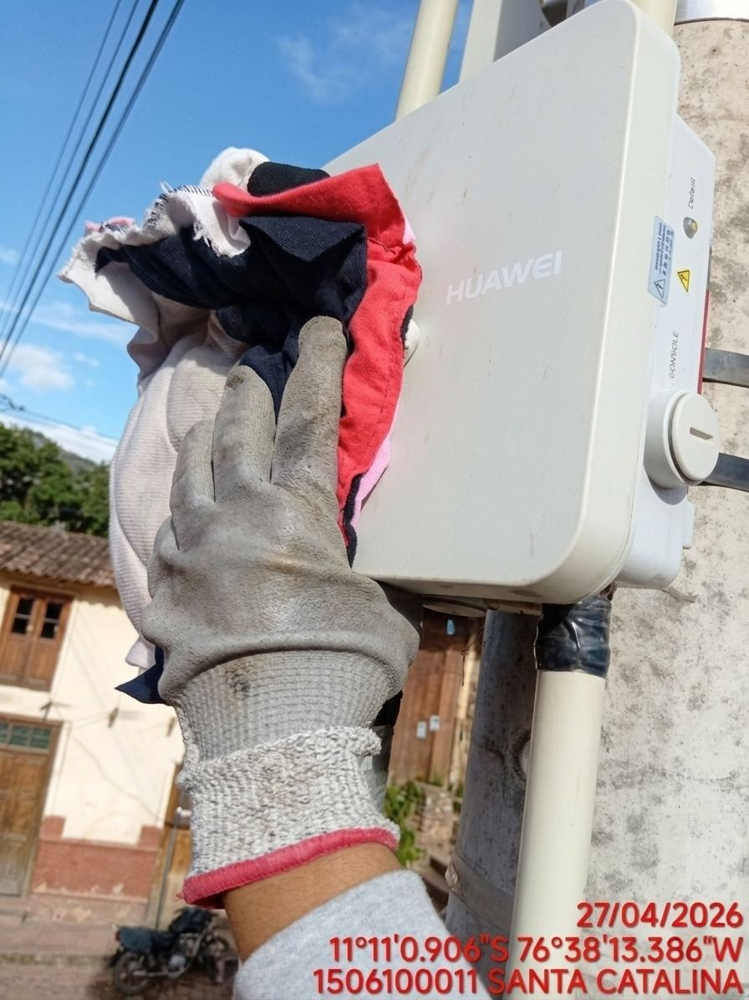 HUAWEI
Default
CONSOLE
27/04/2026
11°11'0.906"S 76°38'13.386"W
1506100011 SANTA CATALINA